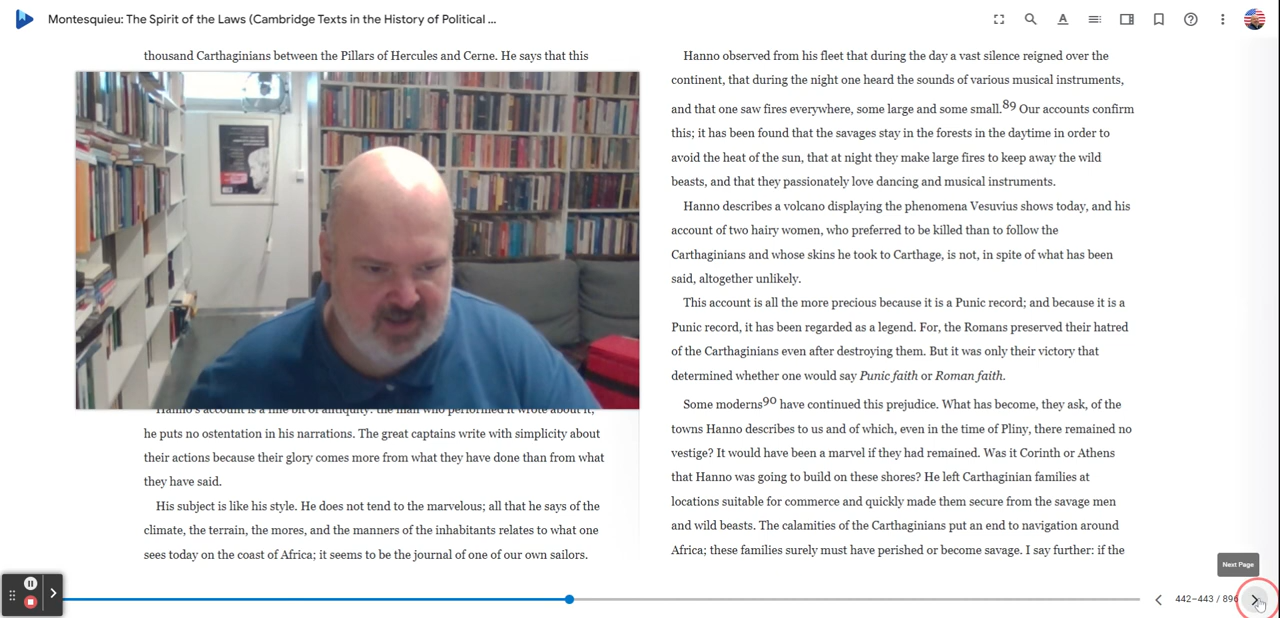 Montesquieu: The Spirit of the Laws (Cambridge Texts in the History of Political ...
thousand Carthaginians between the Pillars of Hercules and Cerne. He says that this
Hanno's account is a fine bit of antiquity: the man who performed it wrote about it;
he puts no ostentation in his narrations. The great captains write with simplicity about
their actions because their glory comes more from what they have done than from what
they have said.
His subject is like his style. He does not tend to the marvelous; all that he says of the
climate, the terrain, the mores, and the manners of the inhabitants relates to what one
sees today on the coast of Africa; it seems to be the journal of one of our own sailors.
Hanno observed from his fleet that during the day a vast silence reigned over the
continent, that during the night one heard the sounds of various musical instruments,
and that one saw fires everywhere, some large and some small.89 Our accounts confirm
this; it has been found that the savages stay in the forests in the daytime in order to
avoid the heat of the sun, that at night they make large fires to keep away the wild
beasts, and that they passionately love dancing and musical instruments.
Hanno describes a volcano displaying the phenomena Vesuvius shows today, and his
account of two hairy women, who preferred to be killed than to follow the
Carthaginians and whose skins he took to Carthage, is not, in spite of what has been
said, altogether unlikely.
This account is all the more precious because it is a Punic record; and because it is a
Punic record, it has been regarded as a legend. For, the Romans preserved their hatred
of the Carthaginians even after destroying them. But it was only their victory that
determined whether one would say Punic faith or Roman faith.
Some moderns90 have continued this prejudice. What has become, they ask, of the
towns Hanno describes to us and of which, even in the time of Pliny, there remained no
vestige? It would have been a marvel if they had remained. Was it Corinth or Athens
that Hanno was going to build on these shores? He left Carthaginian families at
locations suitable for commerce and quickly made them secure from the savage men
and wild beasts. The calamities of the Carthaginians put an end to navigation around
Africa; these families surely must have perished or become savage. I say further: if the
Next Page
442-443 / 896